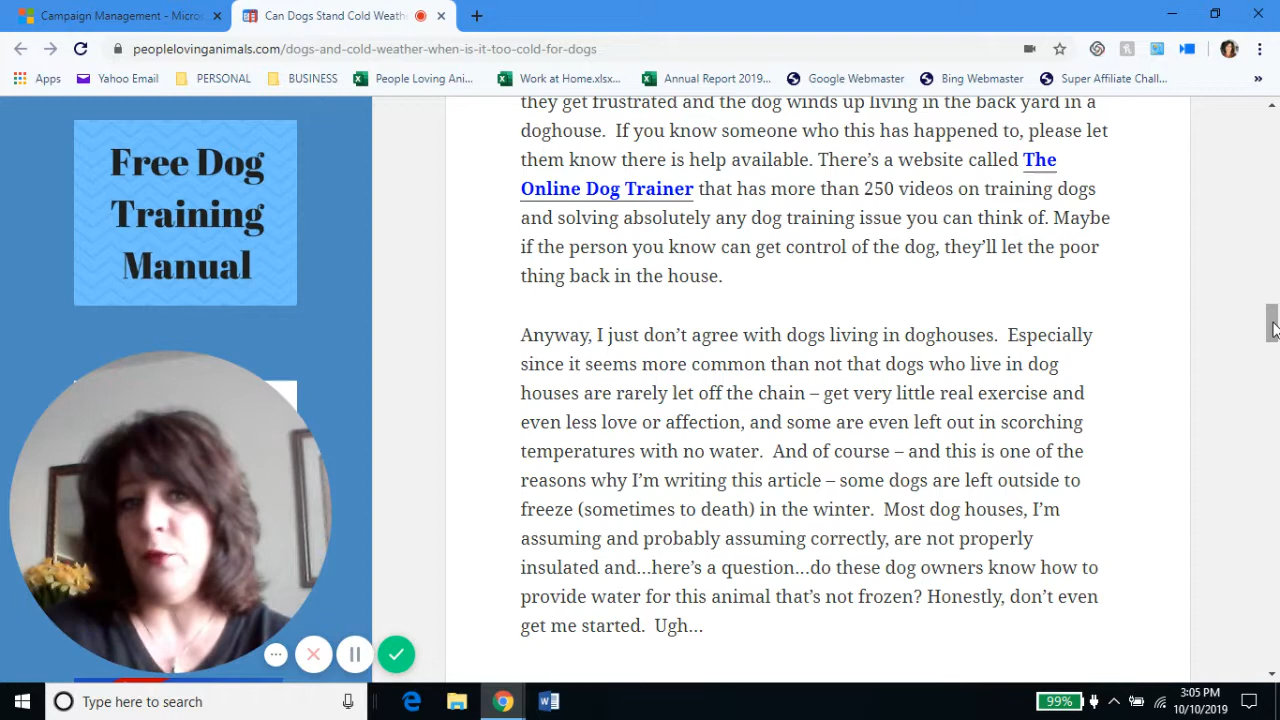 Campaign Management - Micros
Can Dogs Stand Cold Weathe
peoplelovinganimals.com/dogs-and-cold-weather-when-is-it-too-cold-for-dogs
Apps
Yahoo Email
PERSONAL
BUSINESS
People Loving Ani...
Work at Home.xlsx...
Annual Report 2019...
Google Webmaster
Bing Webmaster
Super Affiliate Chall...
»
Free Dog
Training
Manual
they get frustrated and the dog winds up living in the back yard in a
doghouse.  If you know someone who this has happened to, please let
them know there is help available. There's a website called The
Online Dog Trainer that has more than 250 videos on training dogs
and solving absolutely any dog training issue you can think of. Maybe
if the person you know can get control of the dog, they'll let the poor
thing back in the house.
Anyway, I just don't agree with dogs living in doghouses.  Especially
since it seems more common than not that dogs who live in dog
houses are rarely let off the chain – get very little real exercise and
even less love or affection, and some are even left out in scorching
temperatures with no water.  And of course – and this is one of the
reasons why I'm writing this article – some dogs are left outside to
freeze (sometimes to death) in the winter.  Most dog houses, I'm
assuming and probably assuming correctly, are not properly
insulated and...here's a question...do these dog owners know how to
provide water for this animal that's not frozen? Honestly, don't even
get me started.  Ugh...
Type here to search
99%
3:05 PM
10/10/2019